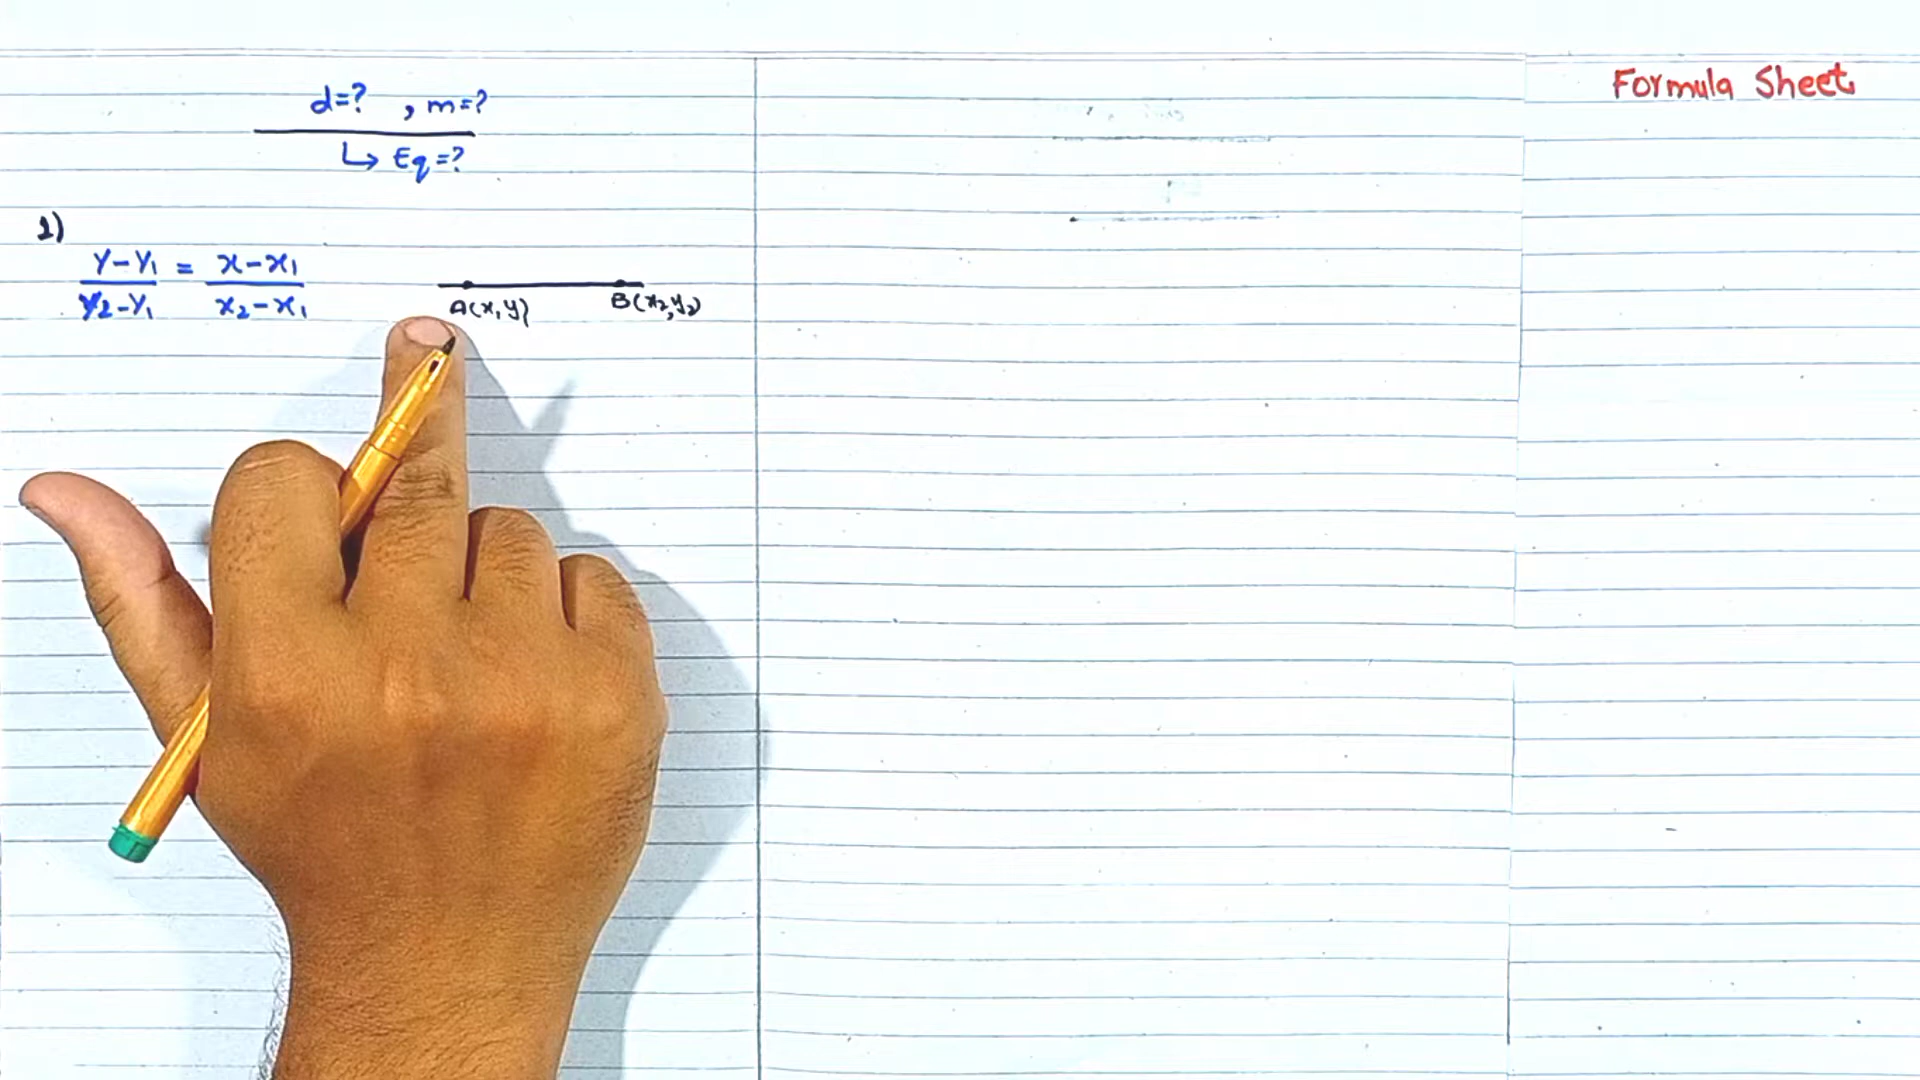 d=? , m=?
↳ Eq=?
1)
y-y₁ = x-x₁
y₂-y₁ x₂-x₁
A(x,y) B(x₂,y₂)
Formula Sheet